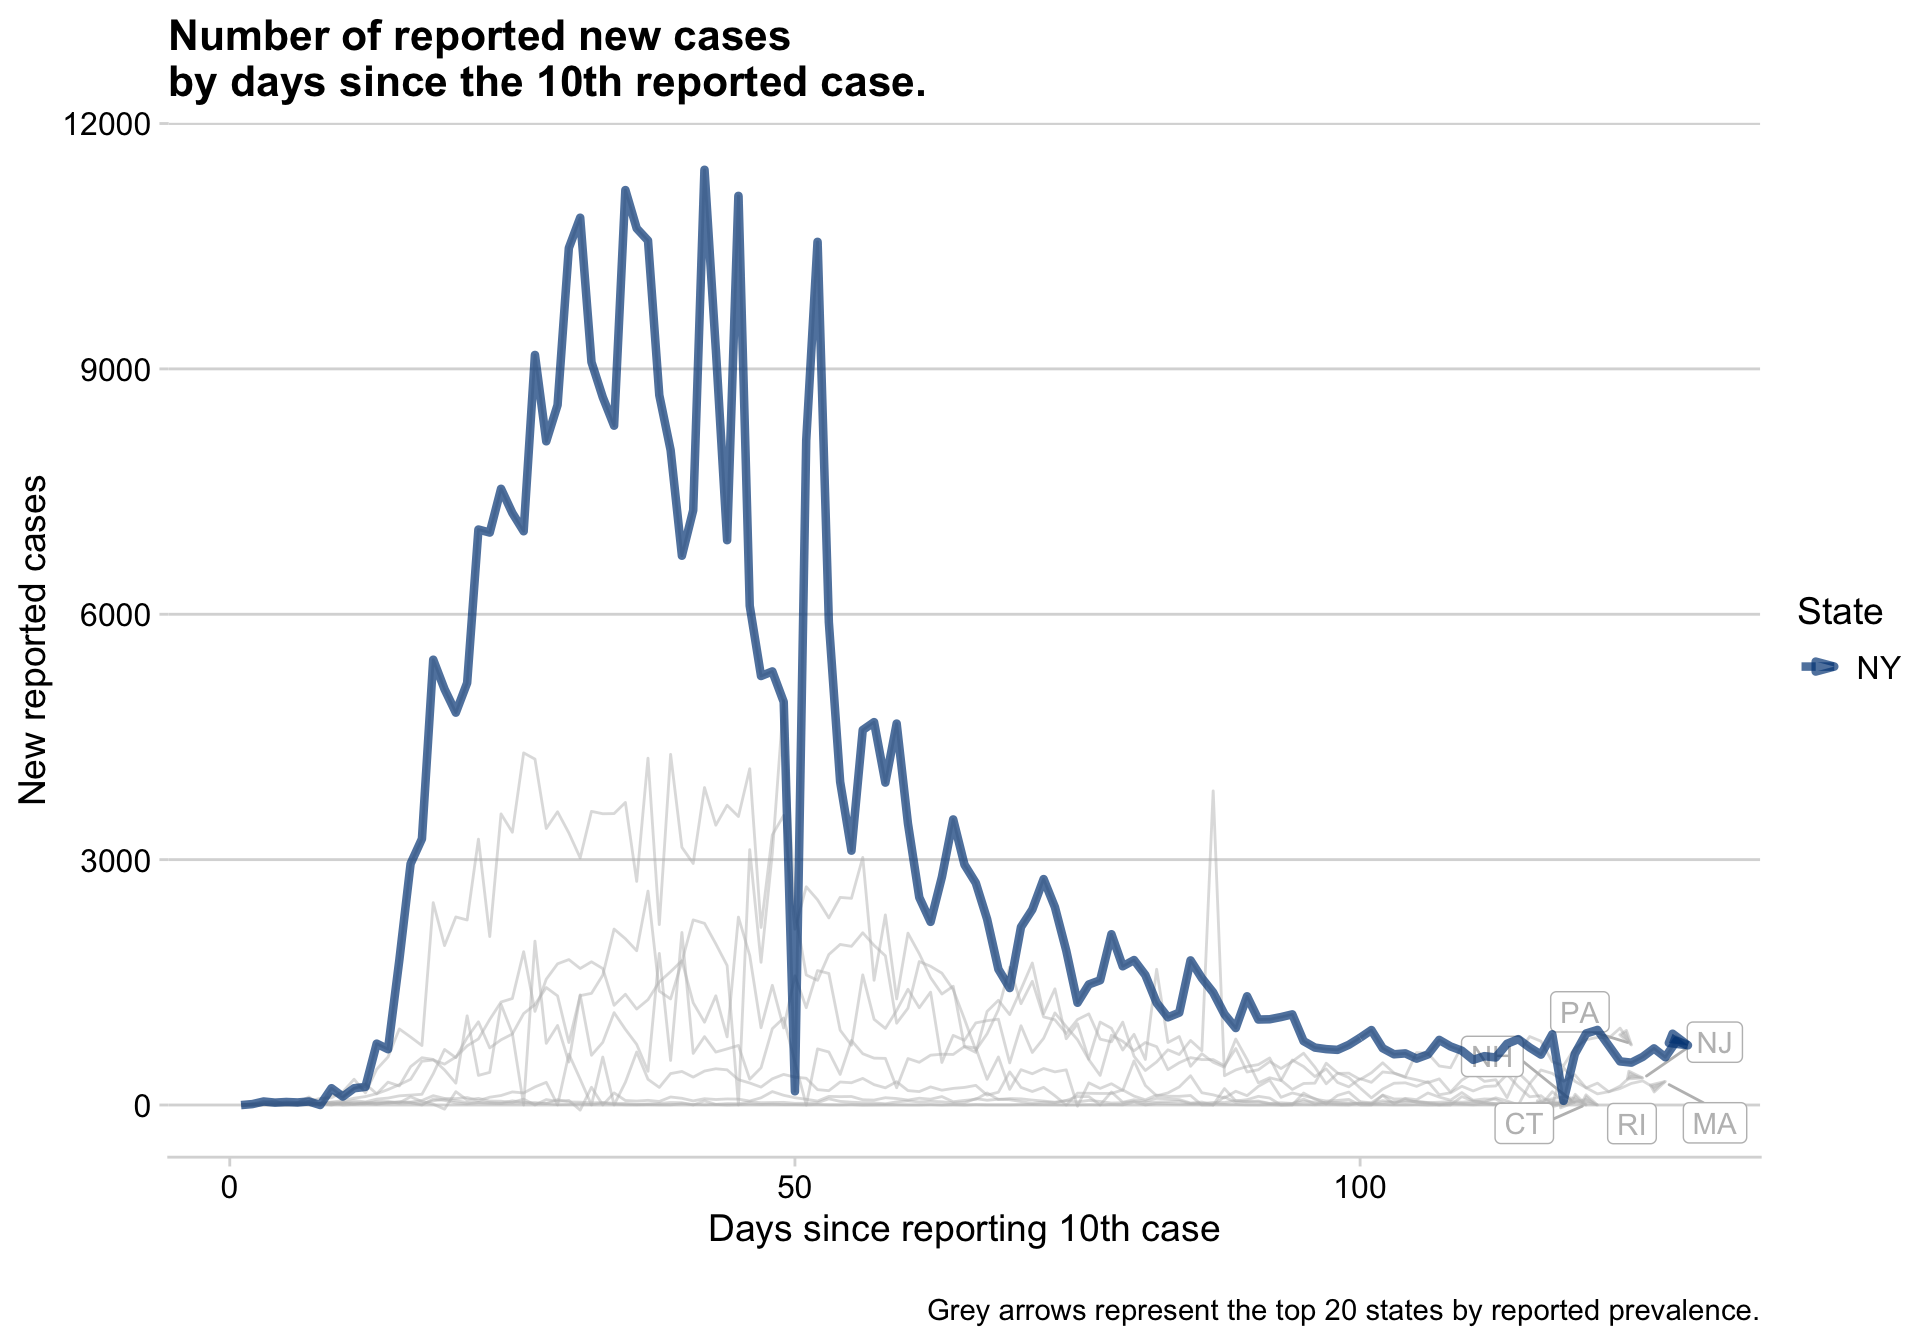 Number of reported new cases
by days since the 10th reported case.
12000
9000
6000
3000
0
New reported cases
PA
NJ
NH
CT
RI
MA
State
NY
0
50
100
Days since reporting 10th case
Grey arrows represent the top 20 states by reported prevalence.